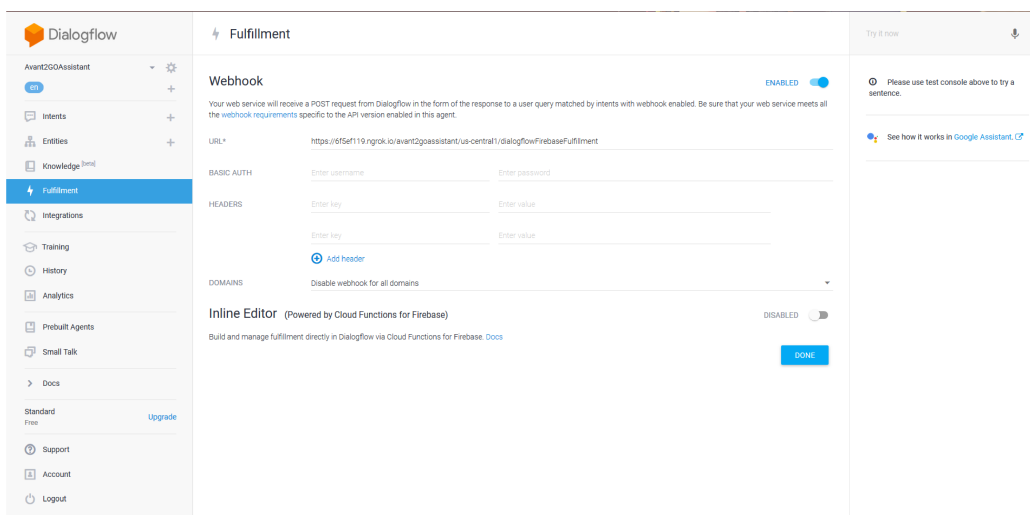 Dialogflow
Avant2GOAssistant
en
Intents
Entities
Knowledge [beta]
Fulfillment
Integrations
Training
History
Analytics
Prebuilt Agents
Small Talk
Docs
Standard
Free
Upgrade
Support
Account
Logout
Fulfillment
Webhook
ENABLED
Your web service will receive a POST request from Dialogflow in the form of the response to a user query matched by intents with webhook enabled. Be sure that your web service meets all
the webhook requirements specific to the API version enabled in this agent.
URL* https://6f5ef119.ngrok.io/avant2goassistant/us-central1/dialogflowFirebaseFulfillment
BASIC AUTH Enter username Enter password
HEADERS Enter key Enter value
Enter key Enter value
Add header
DOMAINS Disable webhook for all domains
Inline Editor (Powered by Cloud Functions for Firebase) DISABLED
Build and manage fulfillment directly in Dialogflow via Cloud Functions for Firebase. Docs
DONE
Try it now
Please use test console above to try a
sentence.
See how it works in Google Assistant.